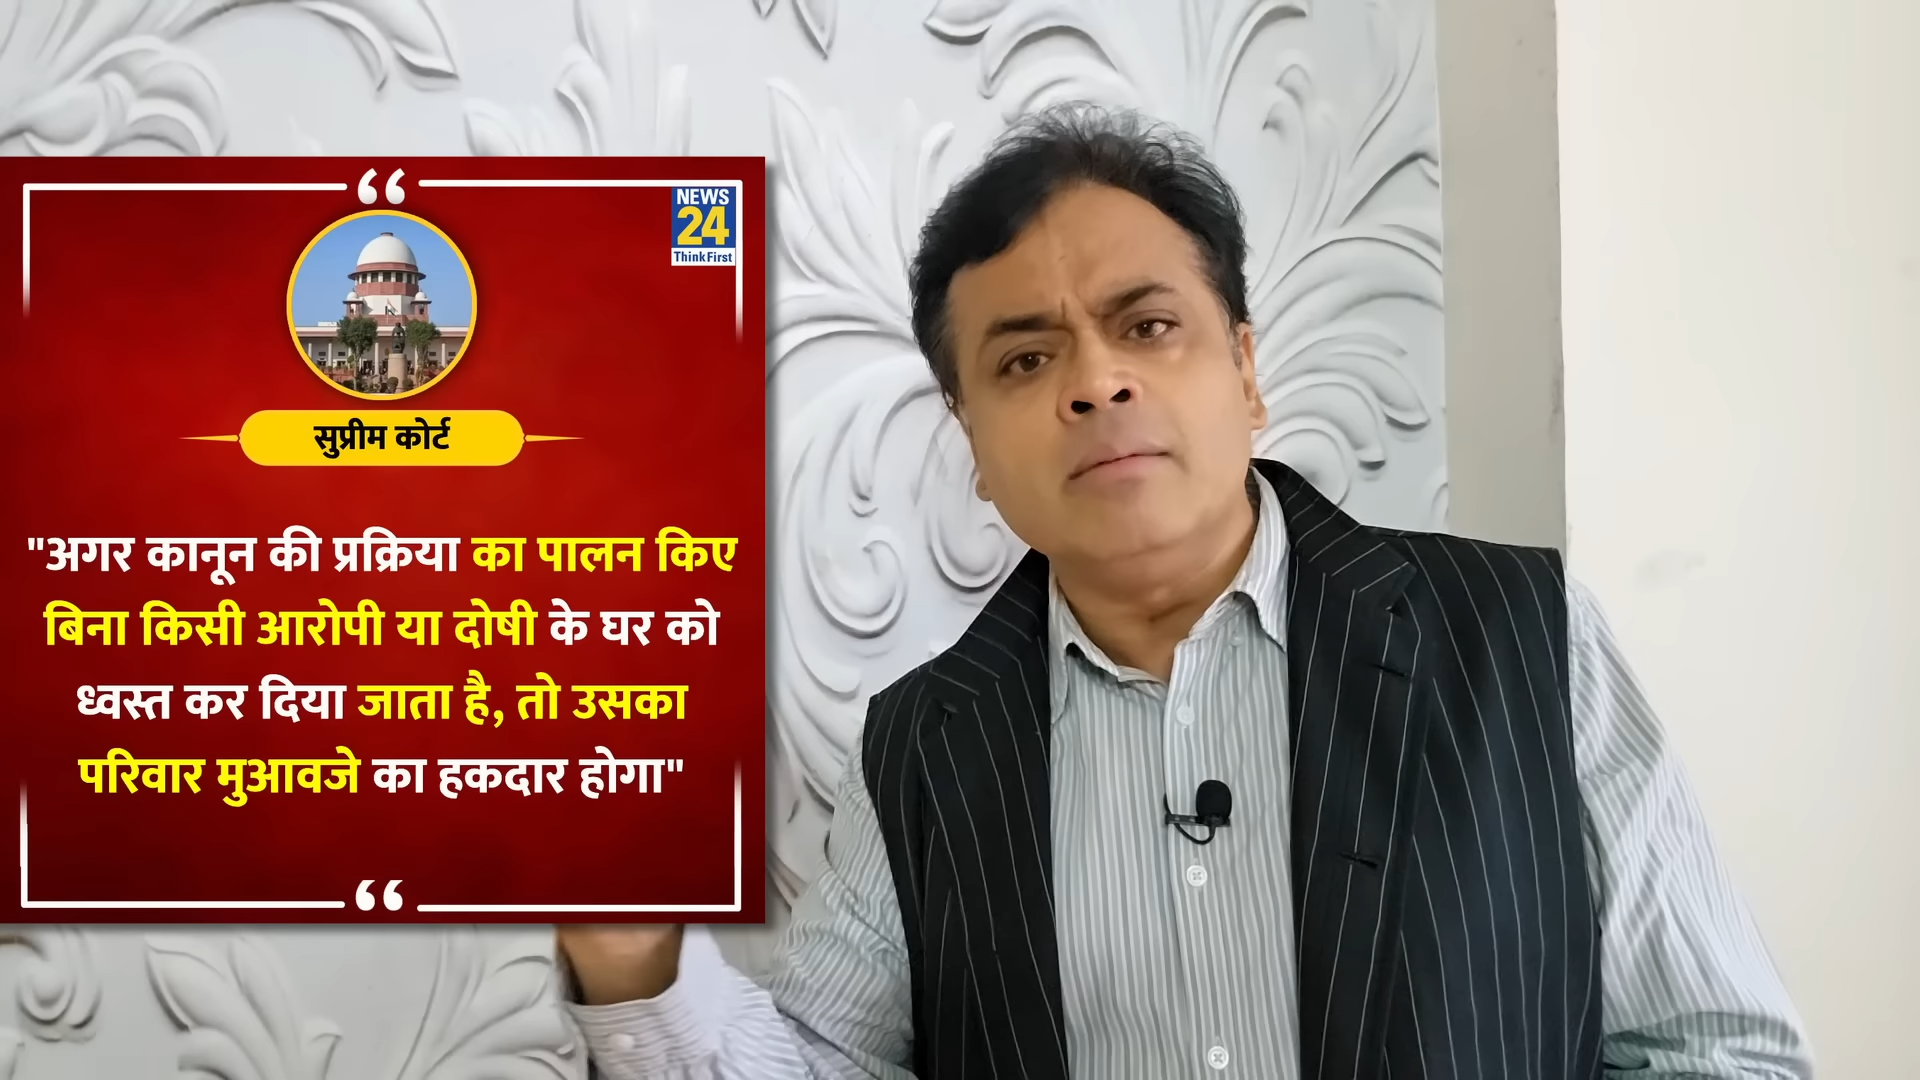 NEWS
24
Think First
सुप्रीम कोर्ट
"अगर कानून की प्रक्रिया का पालन किए
बिना किसी आरोपी या दोषी के घर को
ध्वस्त कर दिया जाता है, तो उसका
परिवार मुआवजे का हकदार होगा"